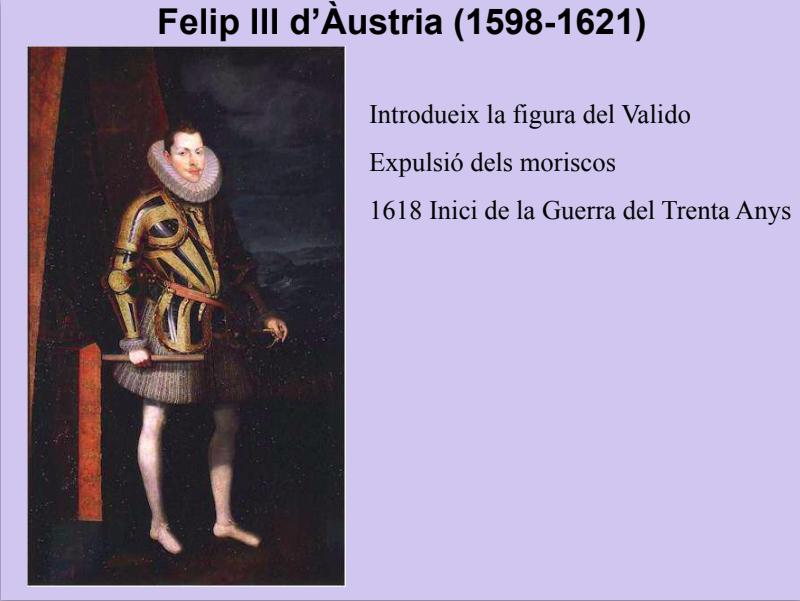 Felip III d’Àustria (1598-1621)
Introdueix la figura del Valido
Expulsió dels moriscos
1618 Inici de la Guerra del Trenta Anys